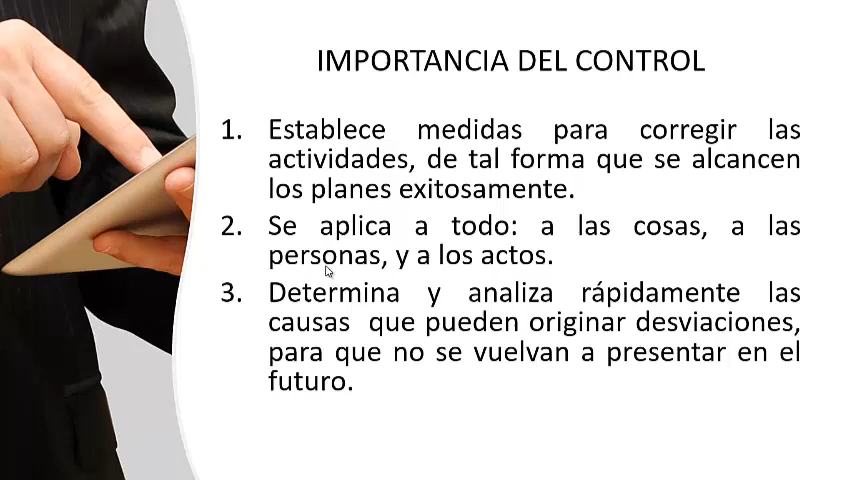 IMPORTANCIA DEL CONTROL
1. Establece medidas para corregir las
actividades, de tal forma que se alcancen
los planes exitosamente.
2. Se aplica a todo: a las cosas, a las
personas, y a los actos.
3. Determina y analiza rápidamente las
causas que pueden originar desviaciones,
para que no se vuelvan a presentar en el
futuro.